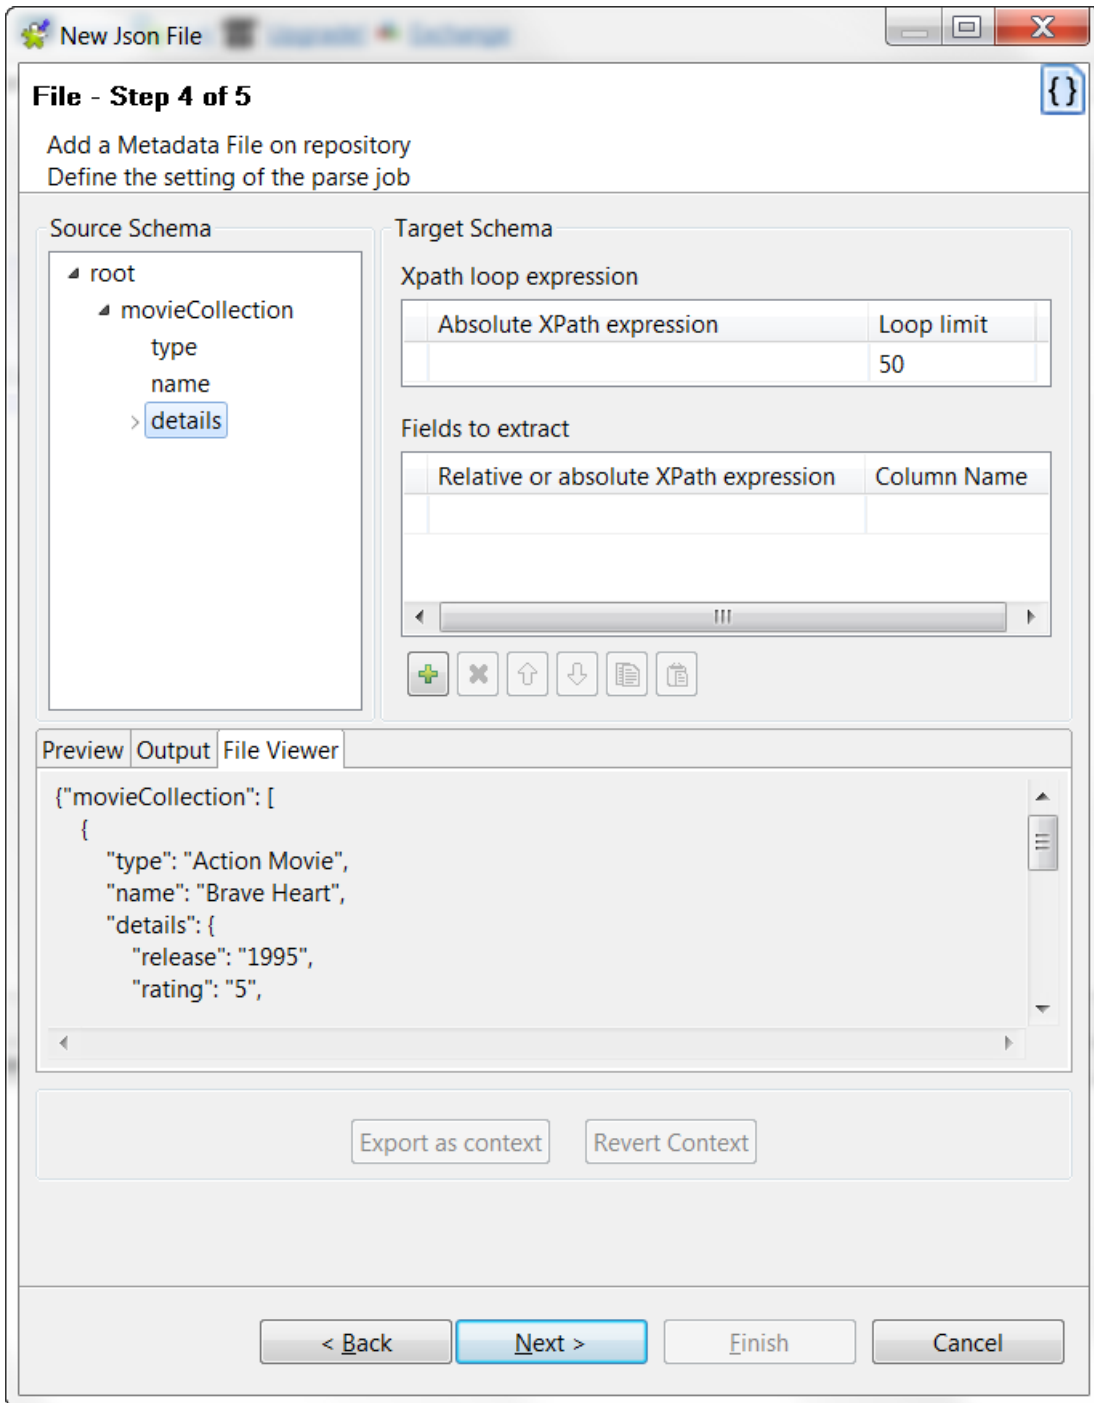 New Json File Upgrade! Exchange
File - Step 4 of 5
{}
Add a Metadata File on repository
Define the setting of the parse job
Source Schema
root
movieCollection
type
name
details
Target Schema
Xpath loop expression
Absolute XPath expression Loop limit
50
Fields to extract
Relative or absolute XPath expression Column Name
Preview Output File Viewer
{"movieCollection": [
{
"type": "Action Movie",
"name": "Brave Heart",
"details": {
"release": "1995",
"rating": "5",
Export as context Revert Context
< Back Next > Finish Cancel